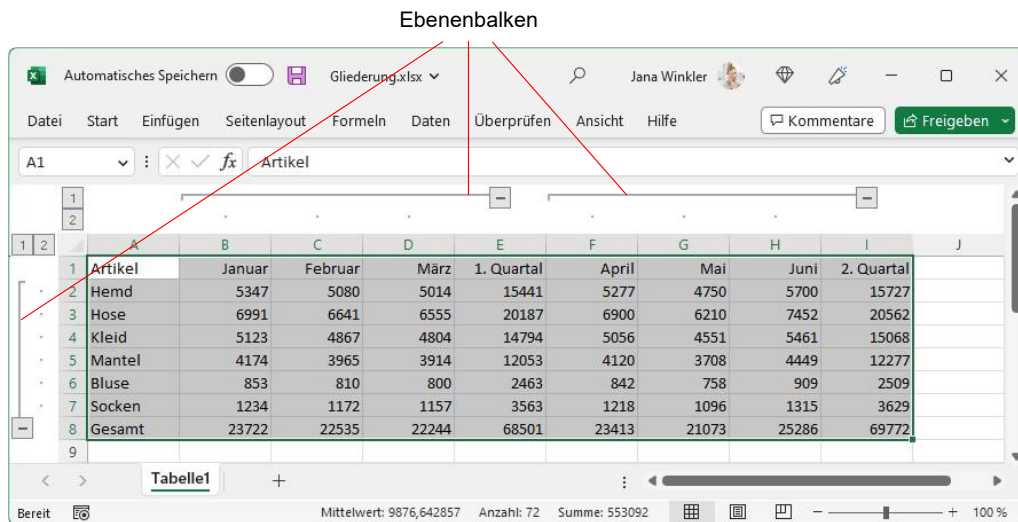 Ebenenbalken
Automatisches Speichern Gliederung.xlsx Jana Winkler
Datei Start Einfügen Seitenlayout Formeln Daten Überprüfen Ansicht Hilfe Kommentare Freigeben
A1 fx Artikel
1
2
1 2 A B C D E F G H I J
1 Artikel Januar Februar März 1. Quartal April Mai Juni 2. Quartal
2 Hemd 5347 5080 5014 15441 5277 4750 5700 15727
3 Hose 6991 6641 6555 20187 6900 6210 7452 20562
4 Kleid 5123 4867 4804 14794 5056 4551 5461 15068
5 Mantel 4174 3965 3914 12053 4120 3708 4449 12277
6 Bluse 853 810 800 2463 842 758 909 2509
7 Socken 1234 1172 1157 3563 1218 1096 1315 3629
8 Gesamt 23722 22535 22244 68501 23413 21073 25286 69772
9
Tabelle1
Bereit Mittelwert: 9876,642857 Anzahl: 72 Summe: 553092 100 %